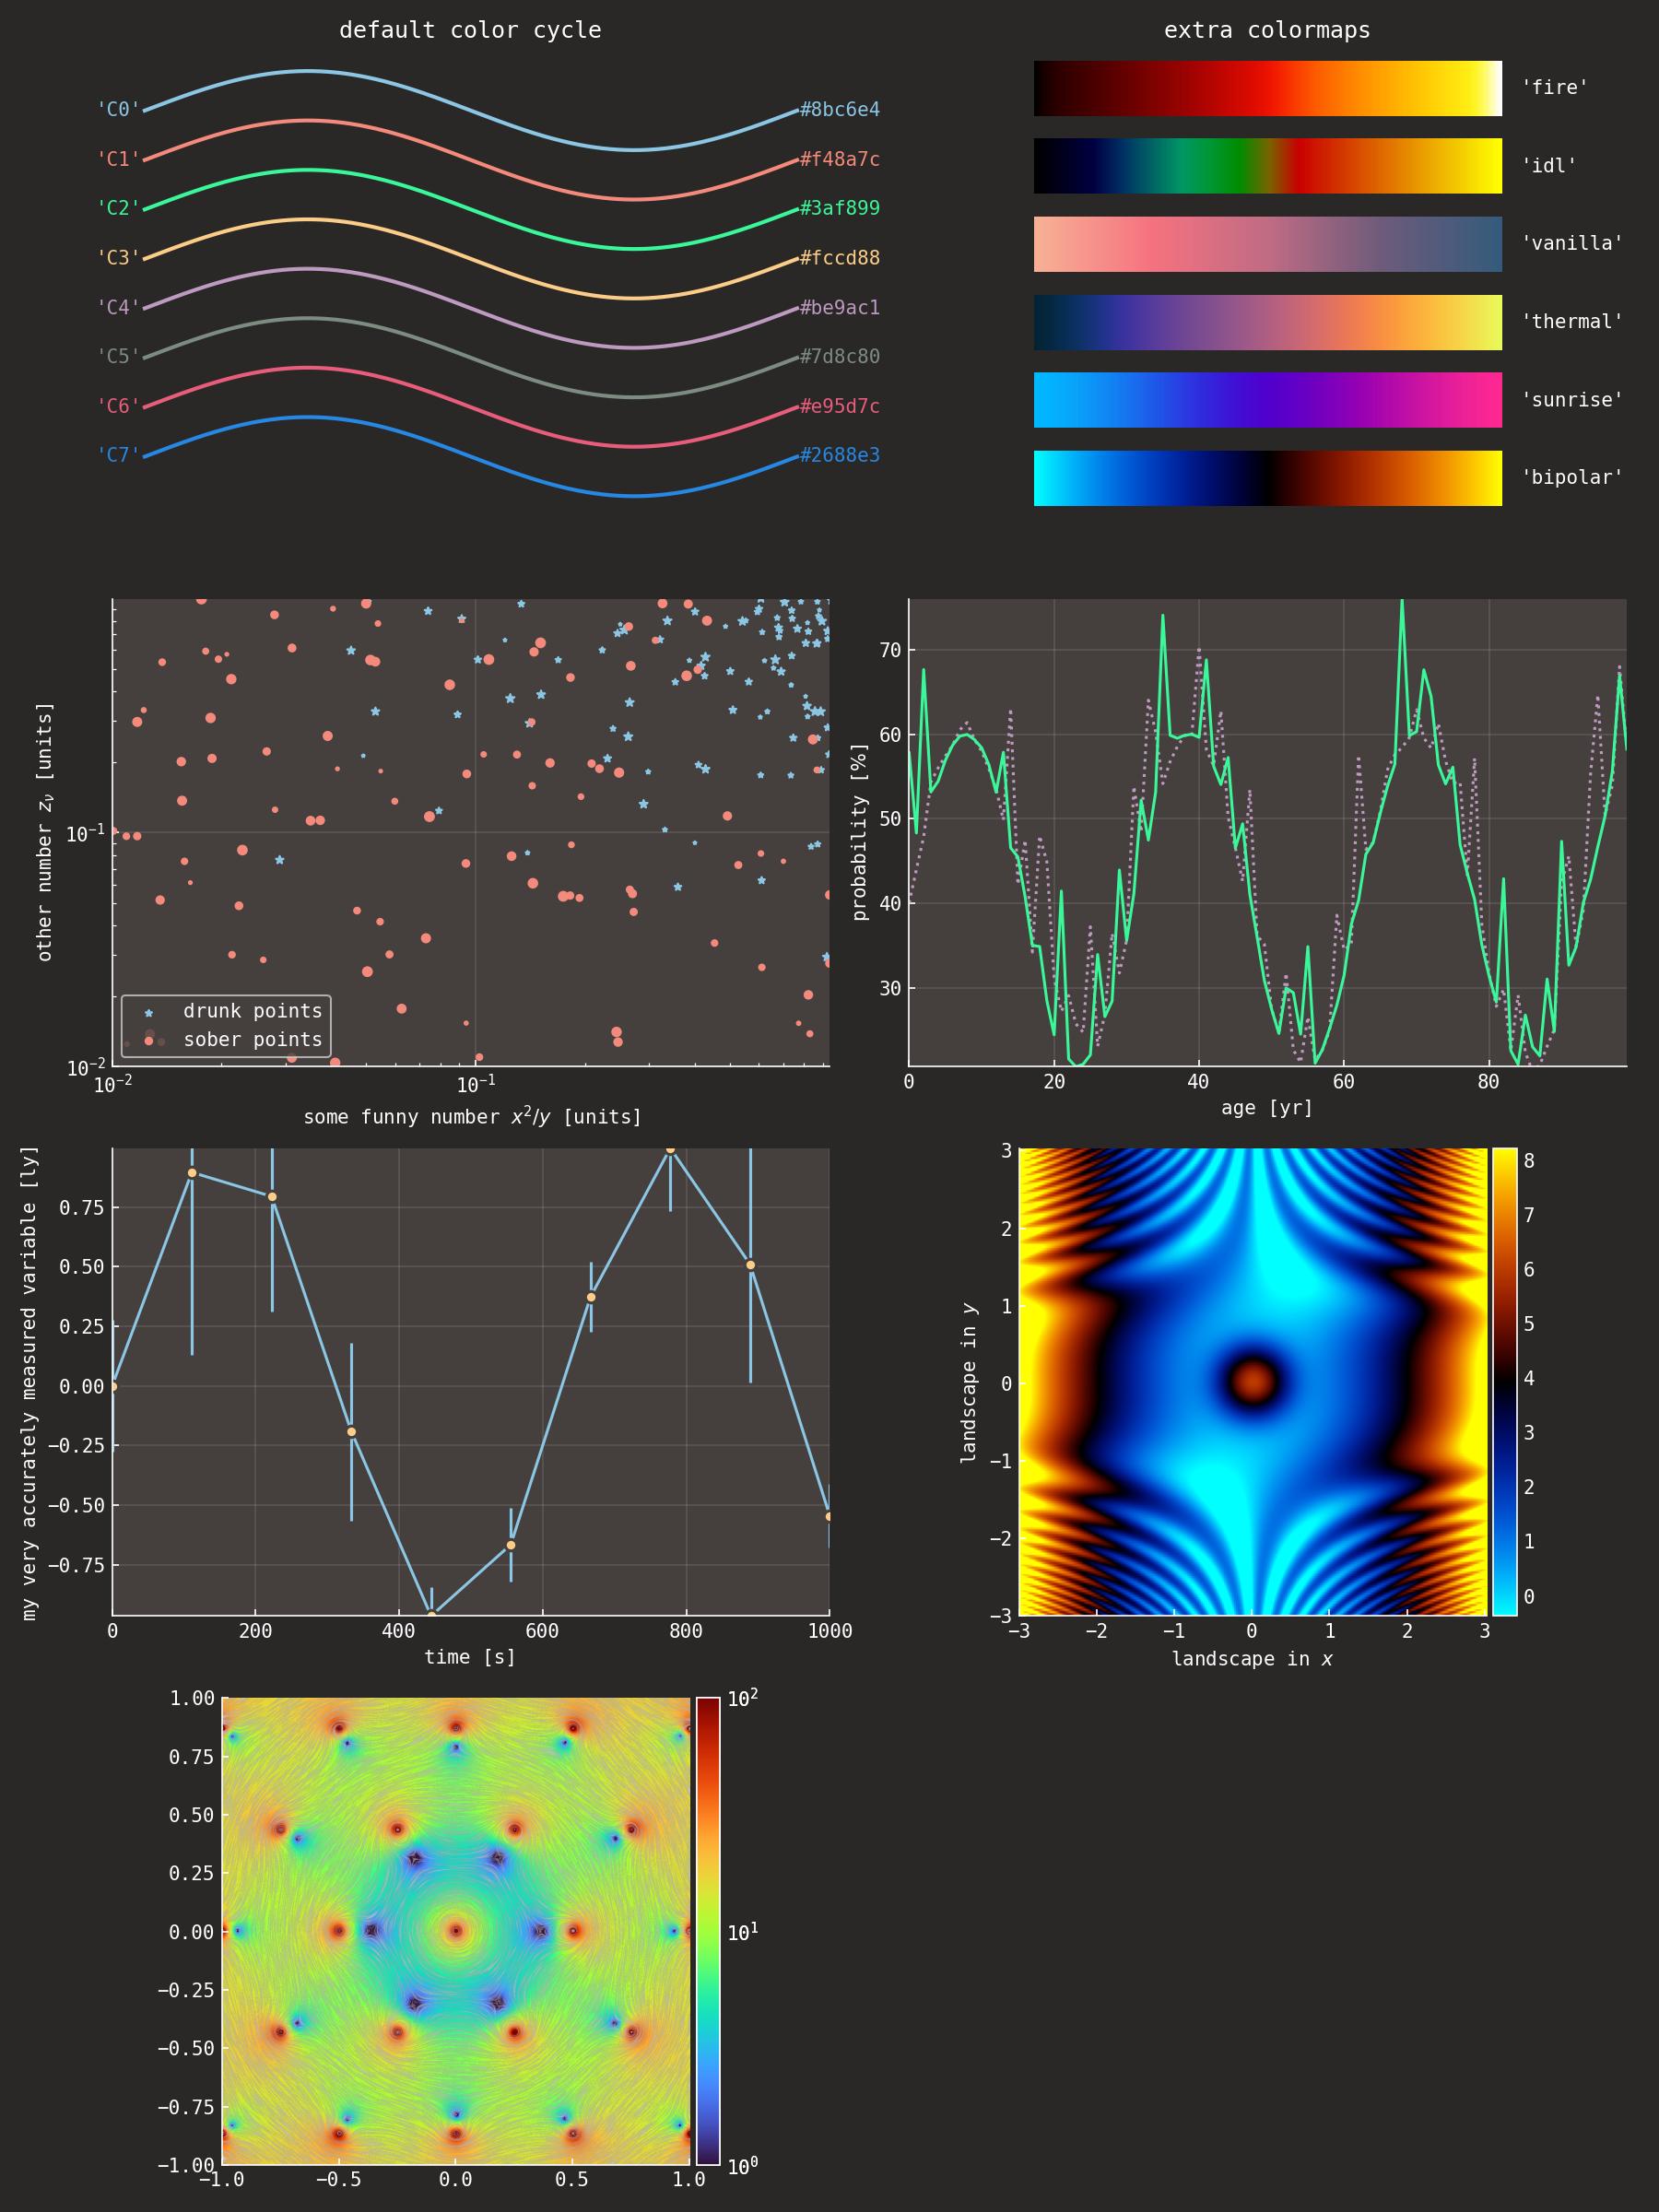 default color cycle
'C0' #8bc6e4
'C1' #f48a7c
'C2' #3af899
'C3' #fccd88
'C4' #be9ac1
'C5' #7d8c80
'C6' #e95d7c
'C7' #2688e3
extra colormaps
'fire'
'idl'
'vanilla'
'thermal'
'sunrise'
'bipolar'
other number zν [units]
10⁻¹
10⁻²
drunk points
sober points
10⁻² 10⁻¹
some funny number x²/y [units]
probability [%]
70
60
50
40
30
0 20 40 60 80
age [yr]
my very accurately measured variable [ly]
0.75
0.50
0.25
0.00
−0.25
−0.50
−0.75
0 200 400 600 800 1000
time [s]
landscape in y
3
2
1
0
−1
−2
−3
−3 −2 −1 0 1 2 3
landscape in x
8
7
6
5
4
3
2
1
0
1.00
0.75
0.50
0.25
0.00
−0.25
−0.50
−0.75
−1.00
−1.0 −0.5 0.0 0.5 1.0
10²
10¹
10⁰